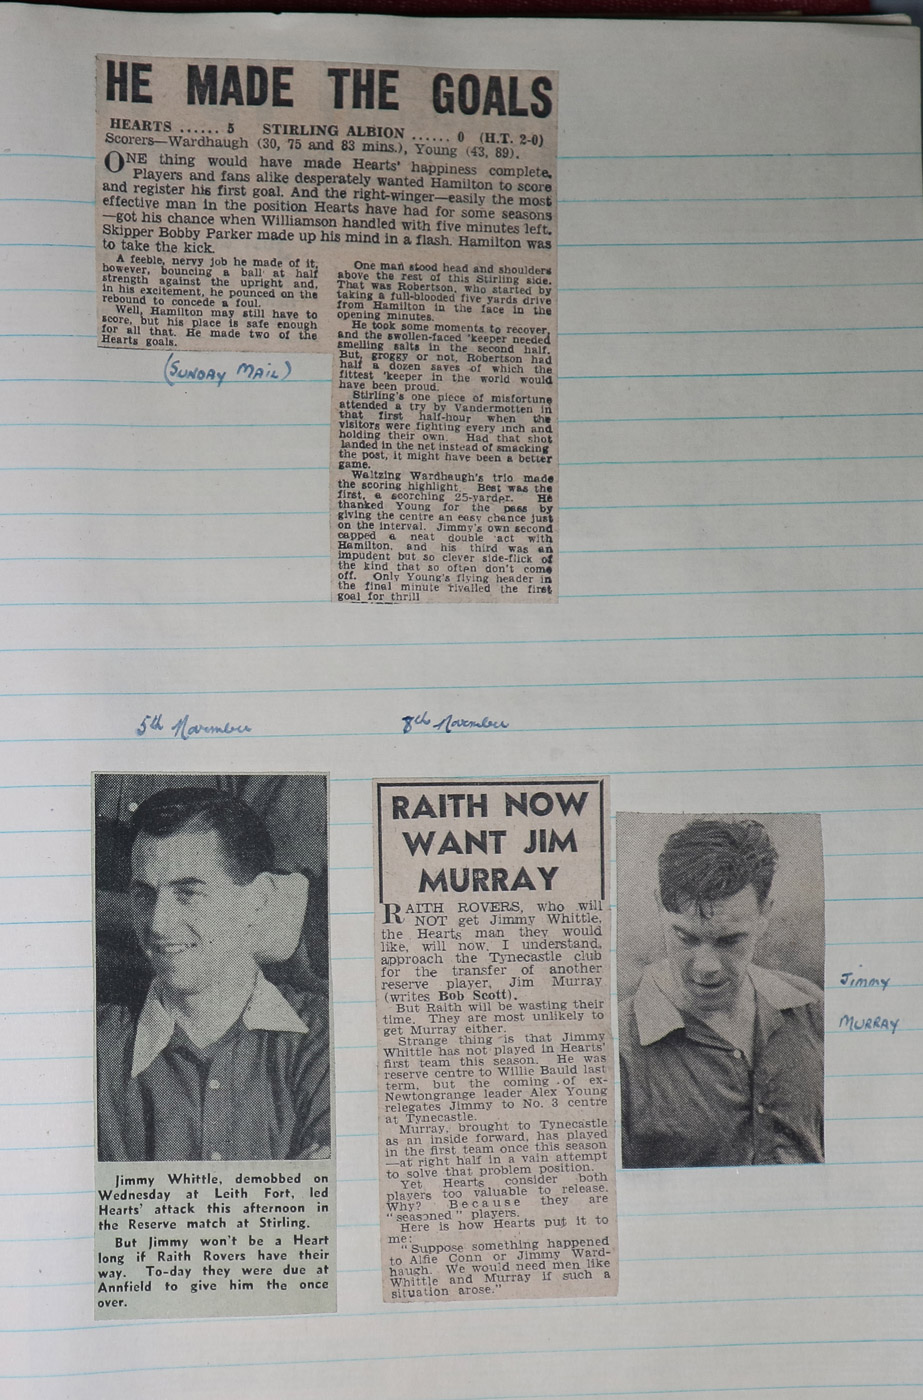 HE MADE THE GOALS
HEARTS ...... 5 STIRLING ALBION ...... 0 (H.T. 2-0)
Scorers—Wardhaugh (30, 75 and 83 mins.), Young (43, 89).
ONE thing would have made Hearts' happiness complete.
Players and fans alike desperately wanted Hamilton to score
and register his first goal. And the right-winger—easily the most
effective man in the position Hearts have had for some seasons
—got his chance when Williamson handled with five minutes left.
Skipper Bobby Parker made up his mind in a flash. Hamilton was
to take the kick.
A feeble, nervy job he made of it,
however, bouncing a ball at half
strength against the upright and,
in his excitement, he pounced on the
rebound to concede a foul.
Well, Hamilton may still have to
score, but his place is safe enough
for all that. He made two of the
Hearts goals.
(SUNDAY MAIL)
One man stood head and shoulders
above the rest of this Stirling side.
That was Robertson, who started by
taking a full-blooded five yards drive
from Hamilton in the face in the
opening minutes.
He took some moments to recover,
and the swollen-faced 'keeper needed
smelling salts in the second half.
But, groggy or not, Robertson had
half a dozen saves of which the
fittest 'keeper in the world would
have been proud.
Stirling's one piece of misfortune
attended a try by Vandermotten in
that first half-hour when the
visitors were fighting every inch and
holding their own. Had that shot
landed in the net instead of smacking
the post, it might have been a better
game.
Waltzing Wardhaugh's trio made
the scoring highlight. Best was the
first, a scorching 25-yarder. He
thanked Young for the pass by
giving the centre an easy chance just
on the interval. Jimmy's own second
capped a neat double act with
Hamilton, and his third was an
impudent but so clever side-flick of
the kind that so often don't come
off. Only Young's flying header in
the final minute rivalled the first
goal for thrill
5th November
8th November
Jimmy Whittle, demobbed on
Wednesday at Leith Fort, led
Hearts' attack this afternoon in
the Reserve match at Stirling.
But Jimmy won't be a Heart
long if Raith Rovers have their
way. To-day they were due at
Annfield to give him the once
over.
RAITH NOW
WANT JIM
MURRAY
RAITH ROVERS, who will
NOT get Jimmy Whittle,
the Hearts man they would
like, will now, I understand,
approach the Tynecastle club
for the transfer of another
reserve player, Jim Murray
(writes Bob Scott).
But Raith will be wasting their
time. They are most unlikely to
get Murray either.
Strange thing is that Jimmy
Whittle has not played in Hearts'
first team this season. He was
reserve centre to Willie Bauld last
term, but the coming of ex-
Newtongrange leader Alex Young
relegates Jimmy to No. 3 centre
at Tynecastle.
Murray, brought to Tynecastle
as an inside forward, has played
in the first team once this season
—at right half in a vain attempt
to solve that problem position.
Yet Hearts consider both
players too valuable to release.
Why? Because they are
"seasoned" players.
Here is how Hearts put it to
me:
"Suppose something happened
to Alfie Conn or Jimmy Ward-
haugh. We would need men like
Whittle and Murray if such a
situation arose."
Jimmy
MURRAY